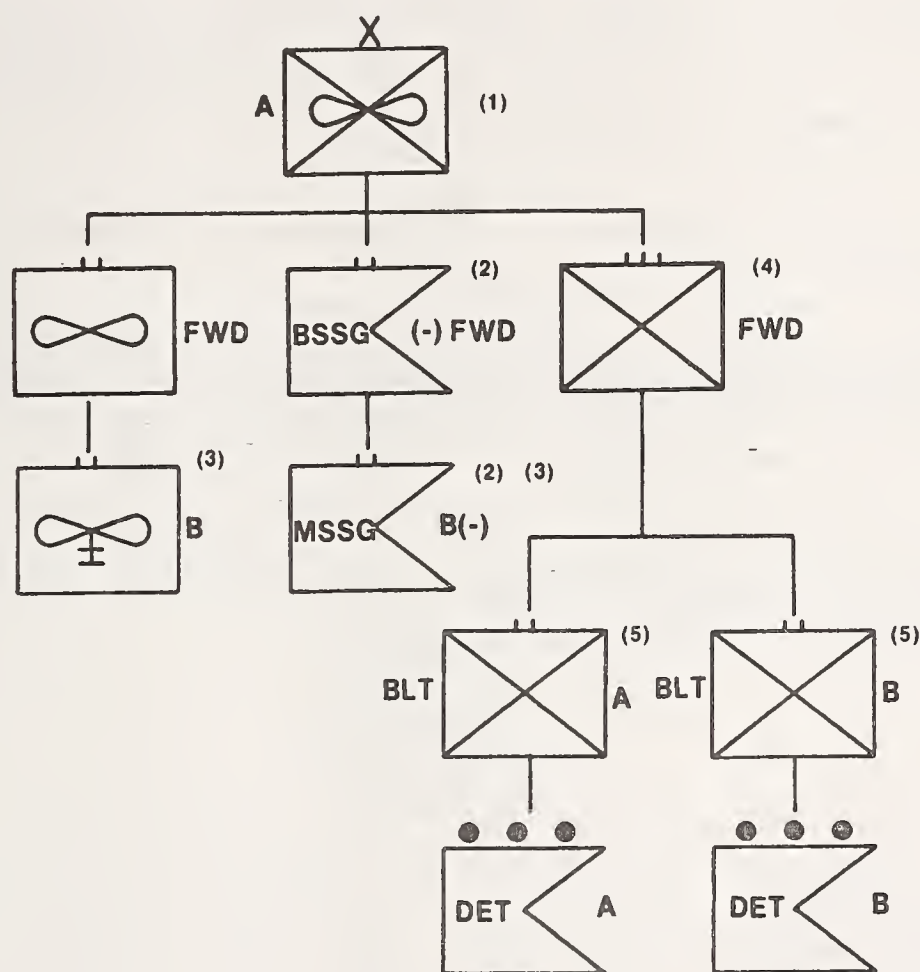 X
A (1)
(2) (4)
FWD BSSG (-) FWD FWD
(3) (2) (3)
B MSSG B(-)
(5) (5)
BLT A BLT B
DET A DET B